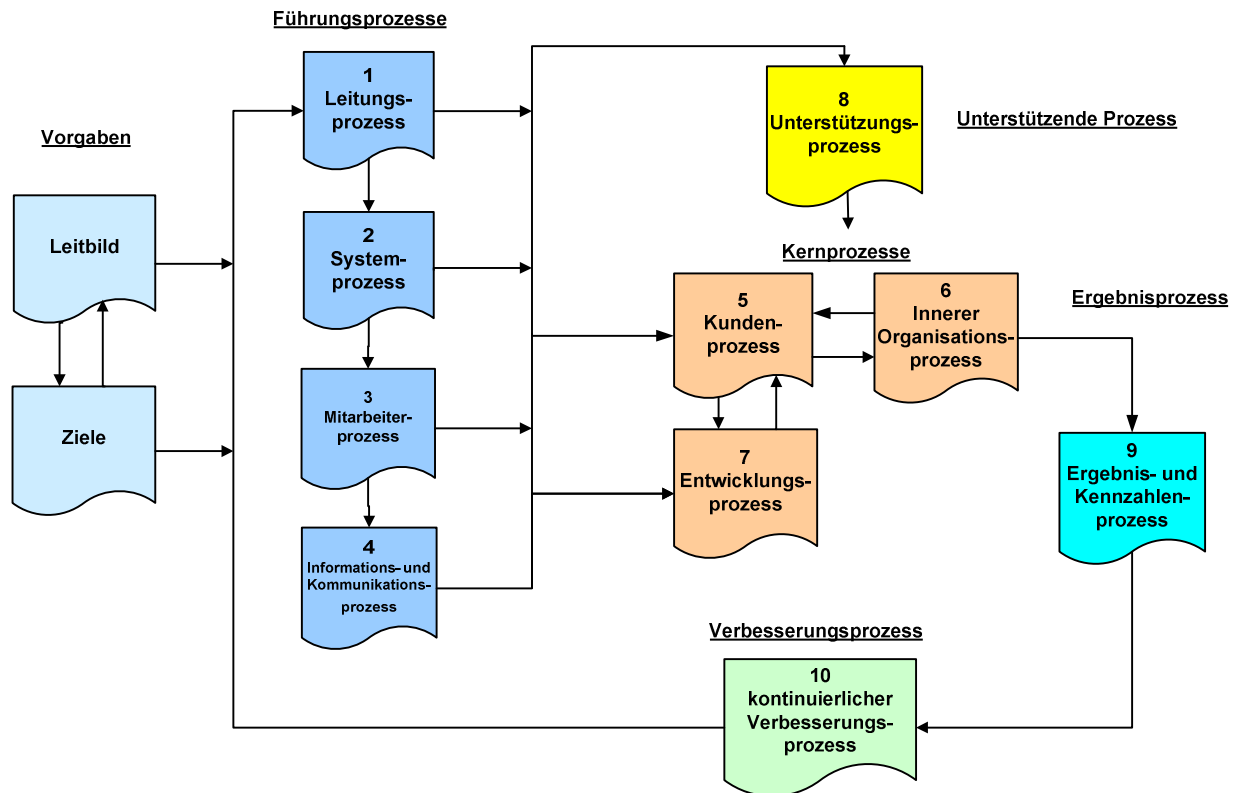 Führungsprozesse
Vorgaben
Leitbild
Ziele
1
Leitungs-
prozess
2
System-
prozess
3
Mitarbeiter-
prozess
4
Informations- und
Kommunikations-
prozess
8
Unterstützungs-
prozess
Unterstützende Prozess
Kernprozesse
5
Kunden-
prozess
6
Innerer
Organisations-
prozess
7
Entwicklungs-
prozess
Ergebnisprozess
9
Ergebnis- und
Kennzahlen-
prozess
Verbesserungsprozess
10
kontinuierlicher
Verbesserungs-
prozess